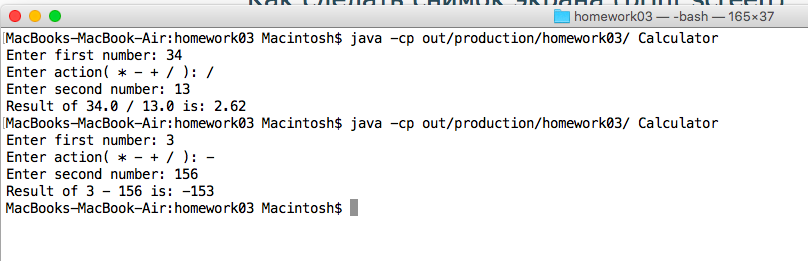 Как сделать снимок экрана (print screen)
homework03 — -bash — 165×37
MacBooks-MacBook-Air:homework03 Macintosh$ java -cp out/production/homework03/ Calculator
Enter first number: 34
Enter action( * - + / ): /
Enter second number: 13
Result of 34.0 / 13.0 is: 2.62
MacBooks-MacBook-Air:homework03 Macintosh$ java -cp out/production/homework03/ Calculator
Enter first number: 3
Enter action( * - + / ): -
Enter second number: 156
Result of 3 - 156 is: -153
MacBooks-MacBook-Air:homework03 Macintosh$